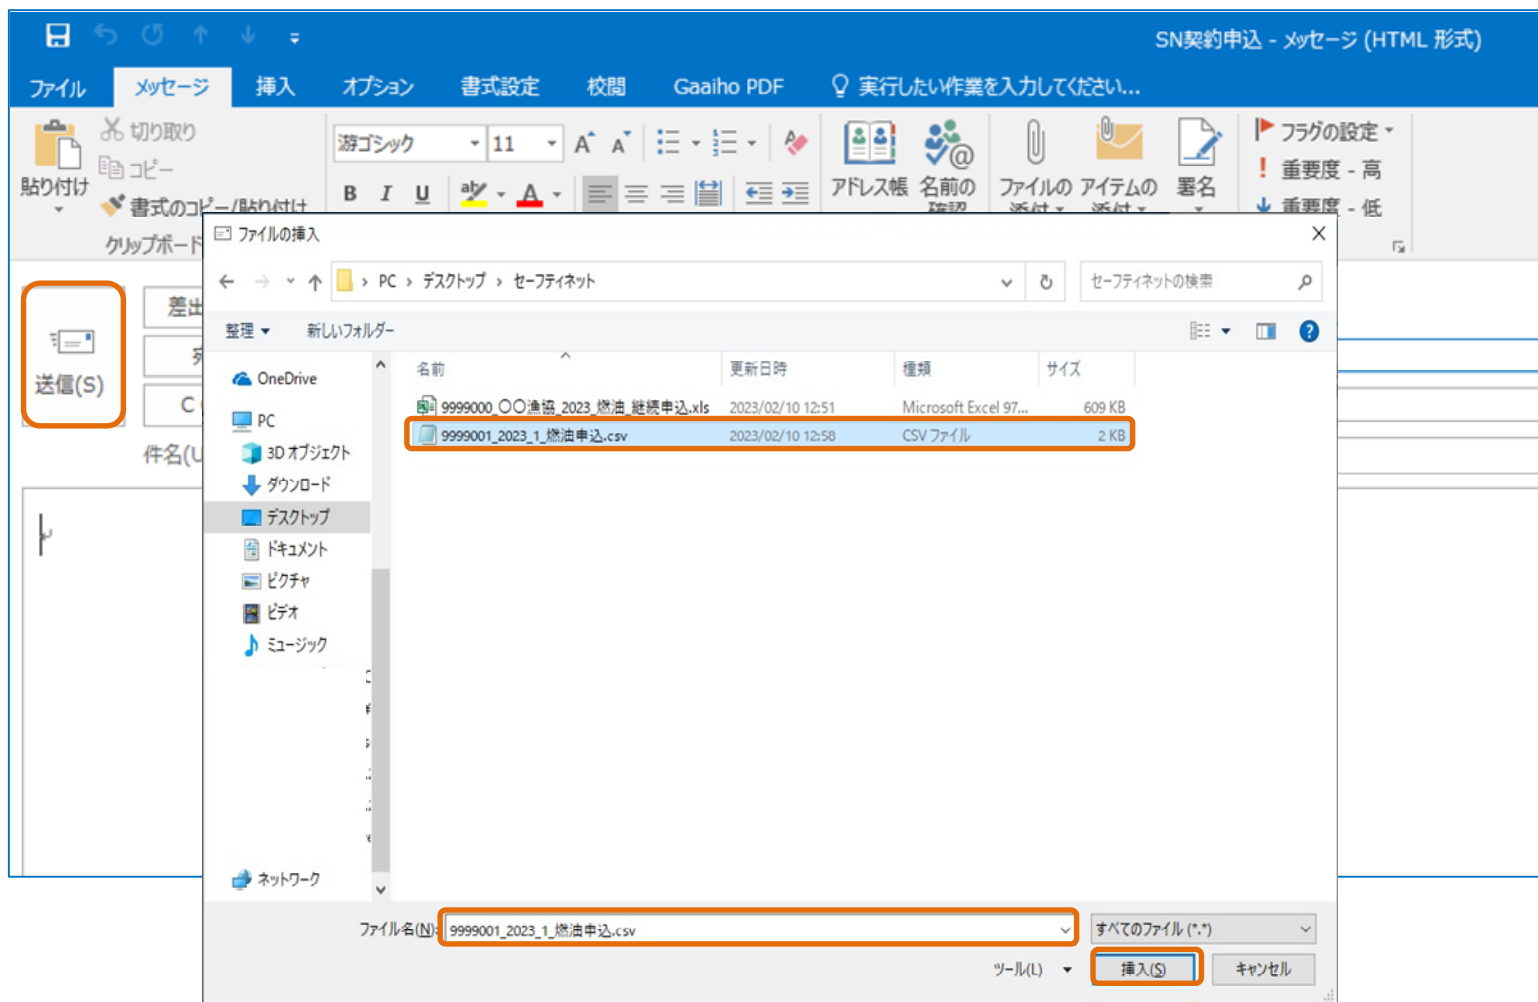 SN契約申込 - メッセージ (HTML 形式)
ファイル メッセージ 挿入 オプション 書式設定 校閲 Gaaiho PDF 実行したい作業を入力してください...
切り取り
コピー
書式のコピー/貼り付け
貼り付け
クリップボード
游ゴシック 11
B I U
アドレス帳 名前の確認
ファイルの添付 アイテムの添付 署名
フラグの設定
重要度 - 高
重要度 - 低
送信(S)
差出
C
件名(U
ファイルの挿入
PC › デスクトップ › セーフティネット
セーフティネットの検索
整理 新しいフォルダー
名前 更新日時 種類 サイズ
9999000_〇〇漁協_2023_燃油_継続申込.xls 2023/02/10 12:51 Microsoft Excel 97... 609 KB
9999001_2023_1_燃油申込.csv 2023/02/10 12:58 CSV ファイル 2 KB
OneDrive
PC
3D オブジェクト
ダウンロード
デスクトップ
ドキュメント
ピクチャ
ビデオ
ミュージック
ネットワーク
ファイル名(N): 9999001_2023_1_燃油申込.csv すべてのファイル (*.*)
ツール(L) 挿入(S) キャンセル